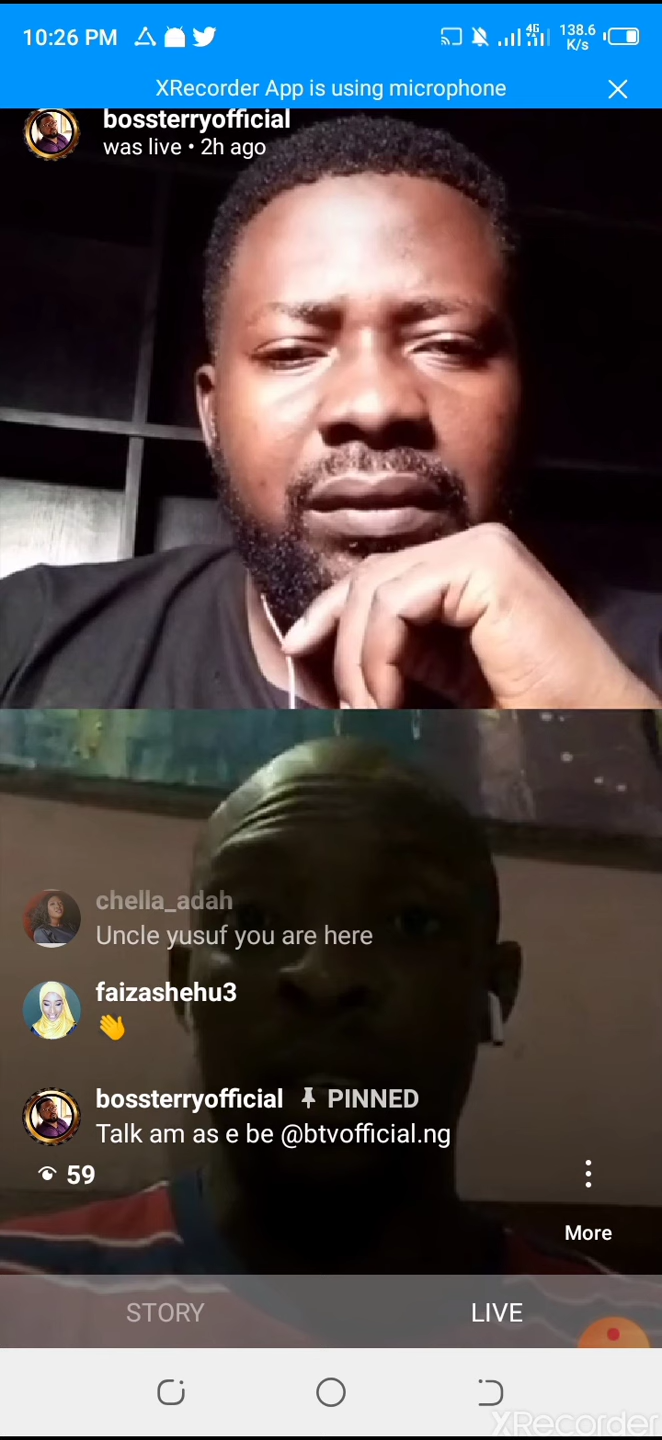 10:26 PM
4G
138.6
K/s
XRecorder App is using microphone
bossterryofficial
was live • 2h ago
chella_adah
Uncle yusuf you are here
faizashehu3
👋
bossterryofficial PINNED
Talk am as e be @btvofficial.ng
59
More
STORY LIVE
XRecorder